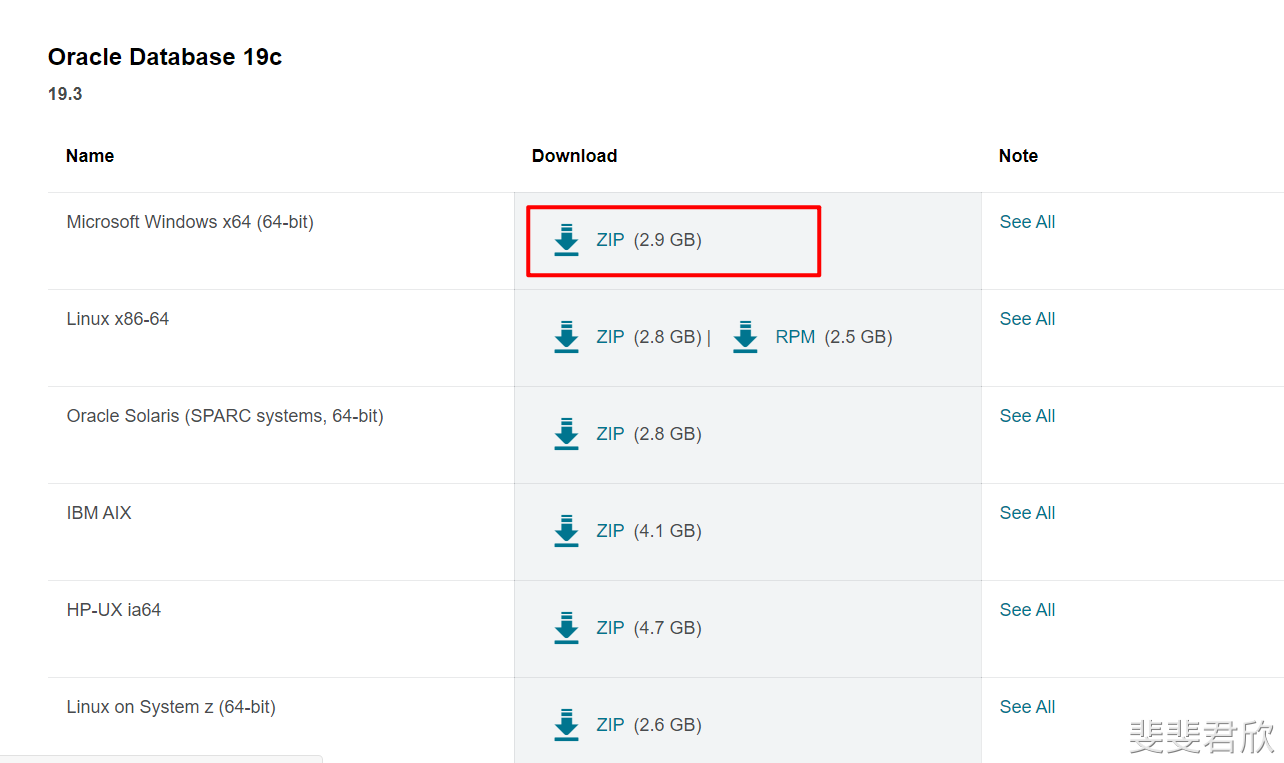 Oracle Database 19c
19.3
Name Download Note
Microsoft Windows x64 (64-bit) ZIP (2.9 GB) See All
Linux x86-64 ZIP (2.8 GB) | RPM (2.5 GB) See All
Oracle Solaris (SPARC systems, 64-bit) ZIP (2.8 GB) See All
IBM AIX ZIP (4.1 GB) See All
HP-UX ia64 ZIP (4.7 GB) See All
Linux on System z (64-bit) ZIP (2.6 GB) See All
斐斐君欣